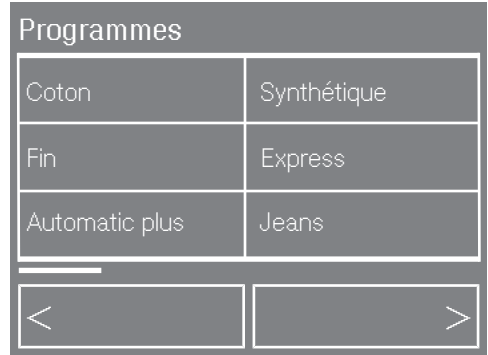 Programmes
Coton Synthétique
Fin Express
Automatic plus Jeans
< >